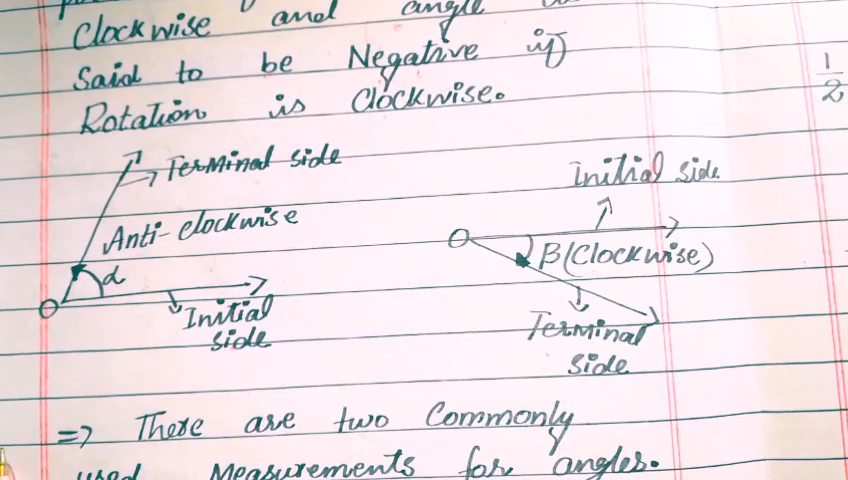 Clockwise and angle
Said to be Negative if
Rotation is Clockwise.
1/2
Terminal side
Anti-clockwise
α
O
Initial
side
Initial side
O
β(Clockwise)
Terminal
side
=> There are two Commonly
used Measurements for angles.